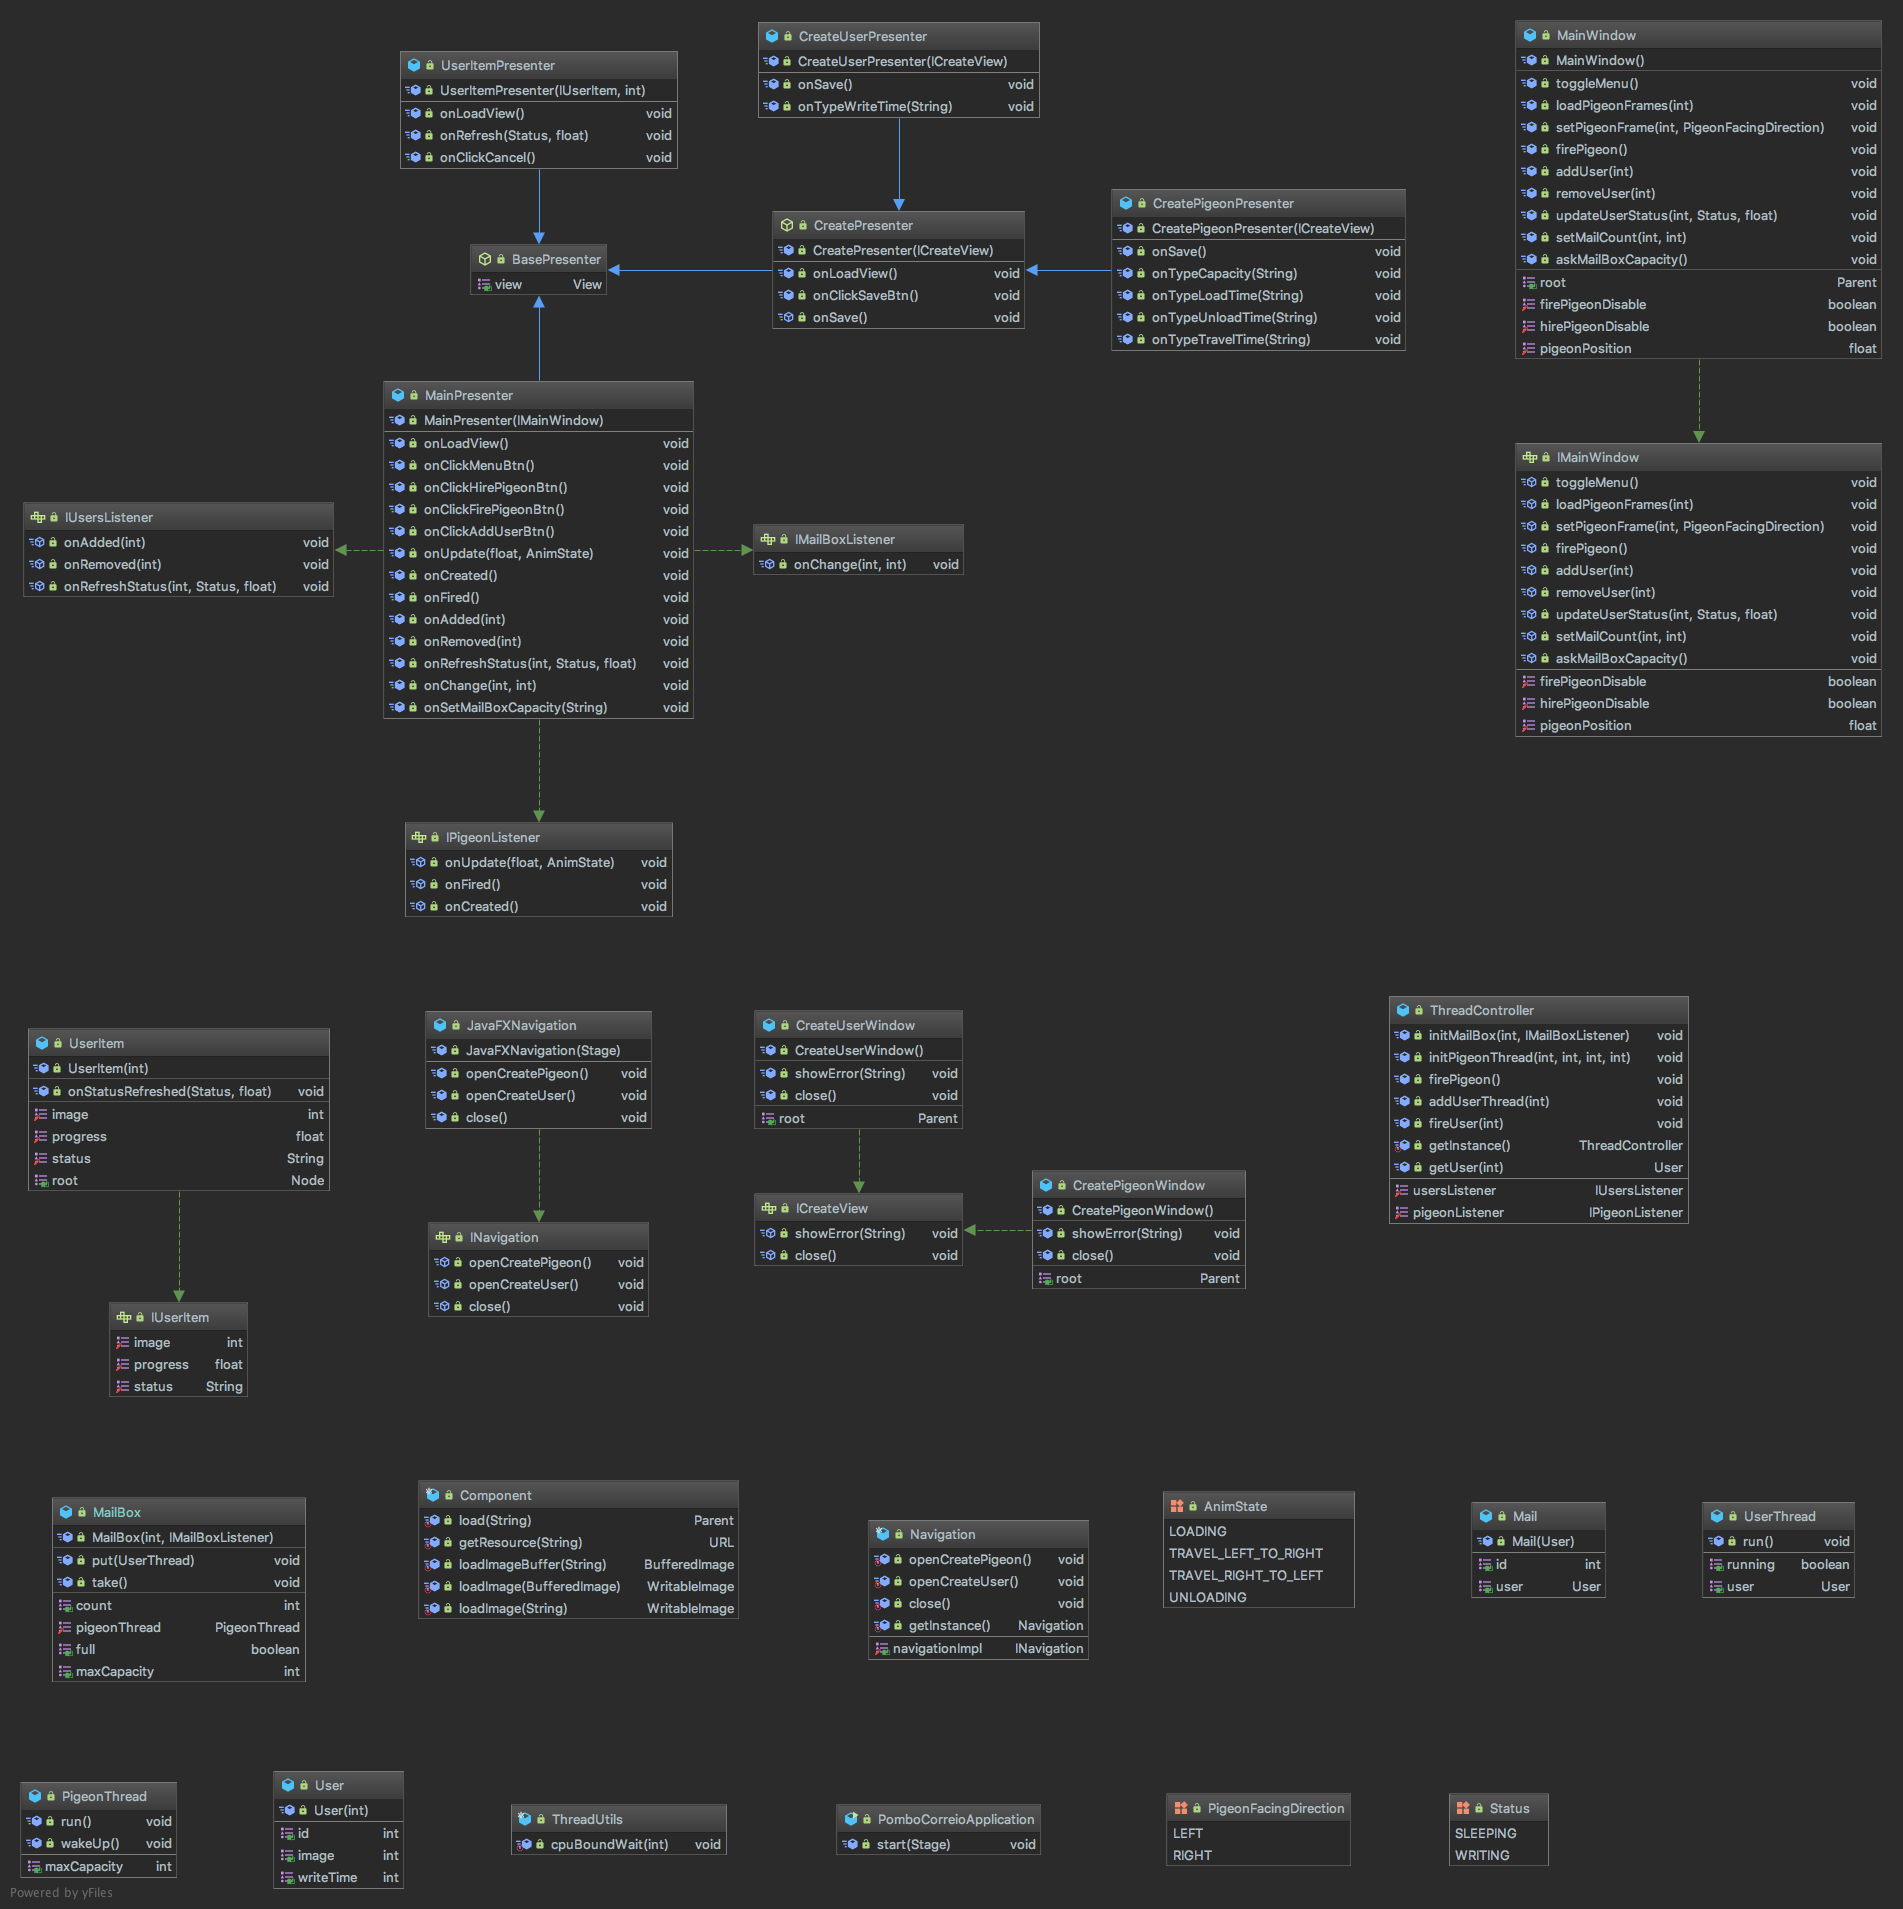 CreateUserPresenter
CreateUserPresenter(ICreateView)
onSave() void
onTypeWriteTime(String) void
UserItemPresenter
UserItemPresenter(IUserItem, int)
onLoadView() void
onRefresh(Status, float) void
onClickCancel() void
MainWindow
MainWindow()
toggleMenu() void
loadPigeonFrames(int) void
setPigeonFrame(int, PigeonFacingDirection) void
firePigeon() void
addUser(int) void
removeUser(int) void
updateUserStatus(int, Status, float) void
setMailCount(int, int) void
askMailBoxCapacity() void
root Parent
firePigeonDisable boolean
hirePigeonDisable boolean
pigeonPosition float
CreatePresenter
CreatePresenter(ICreateView)
onLoadView() void
onClickSaveBtn() void
onSave() void
CreatePigeonPresenter
CreatePigeonPresenter(ICreateView)
onSave() void
onTypeCapacity(String) void
onTypeLoadTime(String) void
onTypeUnloadTime(String) void
onTypeTravelTime(String) void
BasePresenter
view View
MainPresenter
MainPresenter(IMainWindow)
onLoadView() void
onClickMenuBtn() void
onClickHirePigeonBtn() void
onClickFirePigeonBtn() void
onClickAddUserBtn() void
onUpdate(float, AnimState) void
onCreated() void
onFired() void
onAdded(int) void
onRemoved(int) void
onRefreshStatus(int, Status, float) void
onChange(int, int) void
onSetMailBoxCapacity(String) void
IUsersListener
onAdded(int) void
onRemoved(int) void
onRefreshStatus(int, Status, float) void
IMailBoxListener
onChange(int, int) void
IMainWindow
toggleMenu() void
loadPigeonFrames(int) void
setPigeonFrame(int, PigeonFacingDirection) void
firePigeon() void
addUser(int) void
removeUser(int) void
updateUserStatus(int, Status, float) void
setMailCount(int, int) void
askMailBoxCapacity() void
firePigeonDisable boolean
hirePigeonDisable boolean
pigeonPosition float
IPigeonListener
onUpdate(float, AnimState) void
onFired() void
onCreated() void
UserItem
UserItem(int)
onStatusRefreshed(Status, float) void
image int
progress float
status String
root Node
JavaFXNavigation
JavaFXNavigation(Stage)
openCreatePigeon() void
openCreateUser() void
close() void
CreateUserWindow
CreateUserWindow()
showError(String) void
close() void
root Parent
ThreadController
initMailBox(int, IMailBoxListener) void
initPigeonThread(int, int, int, int) void
firePigeon() void
addUserThread(int) void
fireUser(int) void
getInstance() ThreadController
getUser(int) User
usersListener IUsersListener
pigeonListener IPigeonListener
ICreateView
showError(String) void
close() void
CreatePigeonWindow
CreatePigeonWindow()
showError(String) void
close() void
root Parent
INavigation
openCreatePigeon() void
openCreateUser() void
close() void
IUserItem
image int
progress float
status String
MailBox
MailBox(int, IMailBoxListener)
put(UserThread) void
take() void
count int
pigeonThread PigeonThread
full boolean
maxCapacity int
Component
load(String) Parent
getResource(String) URL
loadImageBuffer(String) BufferedImage
loadImage(BufferedImage) WritableImage
loadImage(String) WritableImage
Navigation
openCreatePigeon() void
openCreateUser() void
close() void
getInstance() Navigation
navigationImpl INavigation
AnimState
LOADING
TRAVEL_LEFT_TO_RIGHT
TRAVEL_RIGHT_TO_LEFT
UNLOADING
Mail
Mail(User)
id int
user User
UserThread
run() void
running boolean
user User
PigeonThread
run() void
wakeUp() void
maxCapacity int
User
User(int)
id int
image int
writeTime int
ThreadUtils
cpuBoundWait(int) void
PomboCorreioApplication
start(Stage) void
PigeonFacingDirection
LEFT
RIGHT
Status
SLEEPING
WRITING
Powered by yFiles